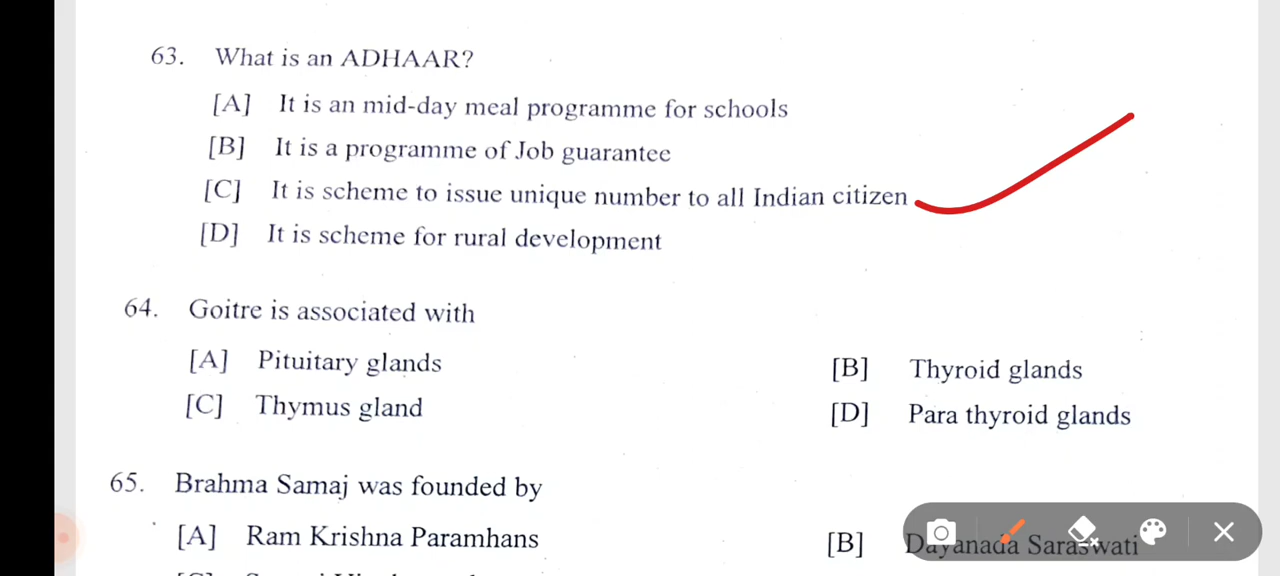 63. What is an ADHAAR?
[A] It is an mid-day meal programme for schools
[B] It is a programme of Job guarantee
[C] It is scheme to issue unique number to all Indian citizen
[D] It is scheme for rural development
64. Goitre is associated with
[A] Pituitary glands [B] Thyroid glands
[C] Thymus gland [D] Para thyroid glands
65. Brahma Samaj was founded by
[A] Ram Krishna Paramhans [B] Dayanada Saraswati